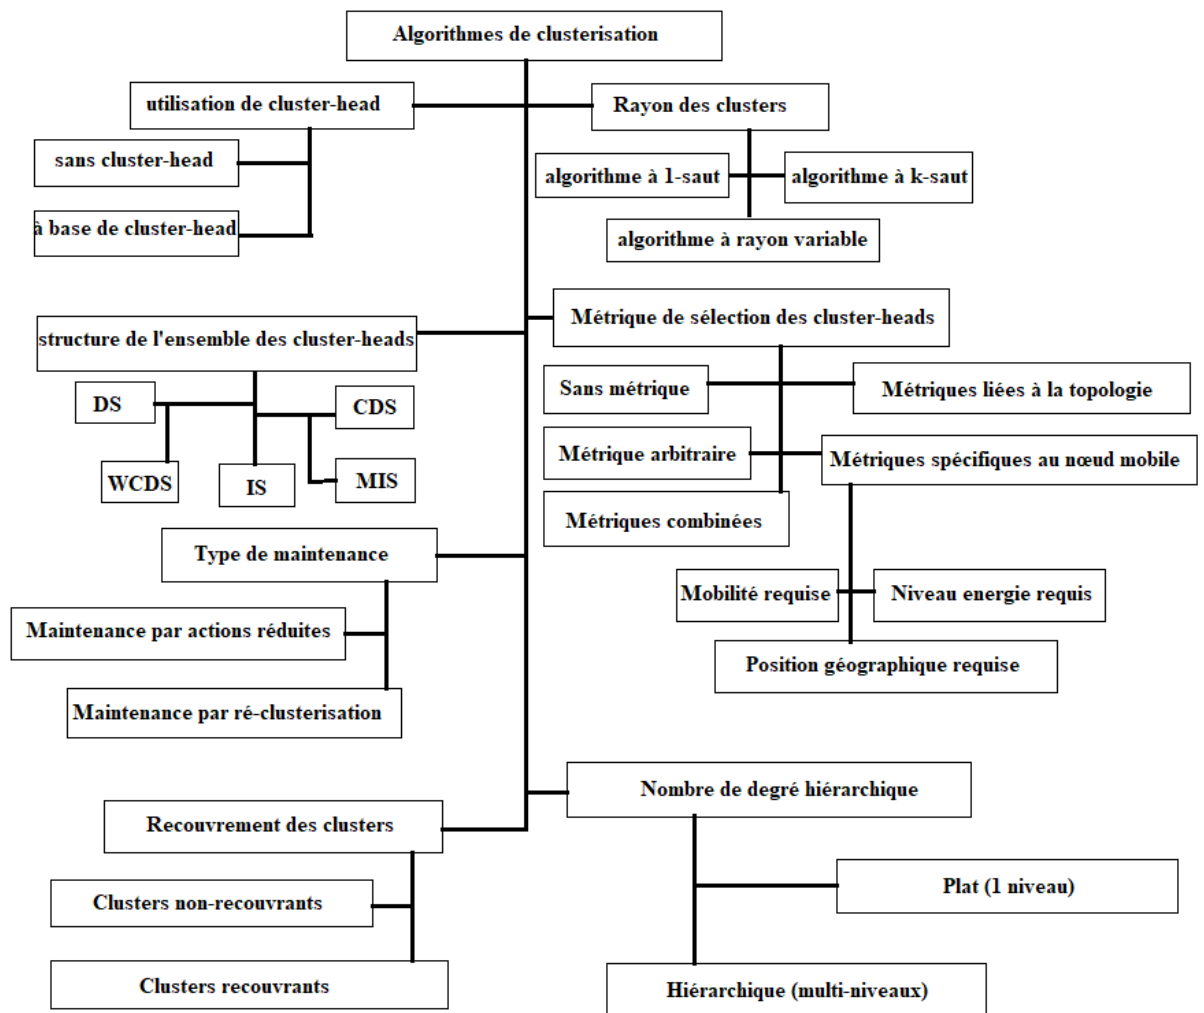 Algorithmes de clusterisation
utilisation de cluster-head
Rayon des clusters
sans cluster-head
à base de cluster-head
algorithme à 1-saut
algorithme à k-saut
algorithme à rayon variable
structure de l'ensemble des cluster-heads
DS
CDS
WCDS
IS
MIS
Métrique de sélection des cluster-heads
Sans métrique
Métriques liées à la topologie
Métrique arbitraire
Métriques spécifiques au nœud mobile
Métriques combinées
Mobilité requise
Niveau energie requis
Position géographique requise
Type de maintenance
Maintenance par actions réduites
Maintenance par ré-clusterisation
Recouvrement des clusters
Clusters non-recouvrants
Clusters recouvrants
Nombre de degré hiérarchique
Plat (1 niveau)
Hiérarchique (multi-niveaux)